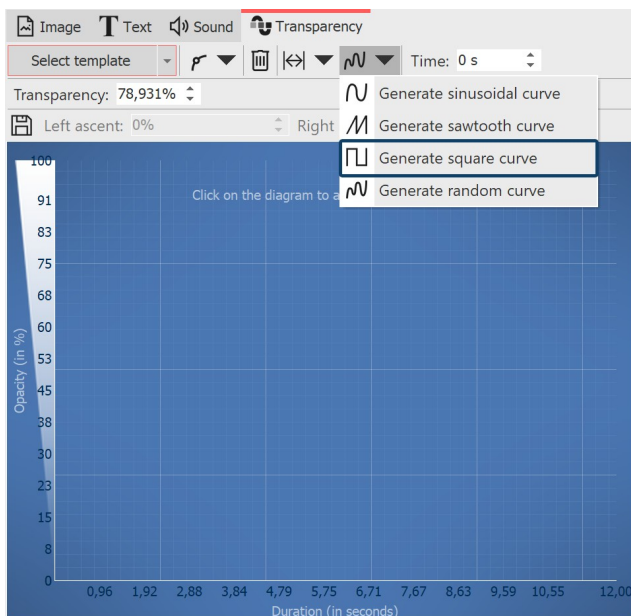 Image Text Sound Transparency
Select template Time: 0 s
Transparency: 78,931%
Generate sinusoidal curve
Left ascent: 0% Right
Generate sawtooth curve
Generate square curve
Generate random curve
Click on the diagram to a
100
91
83
75
68
60
53
45
38
30
23
15
8
0
Opacity (in %)
0,96 1,92 2,88 3,84 4,79 5,75 6,71 7,67 8,63 9,59 10,55 12,00
Duration (in seconds)